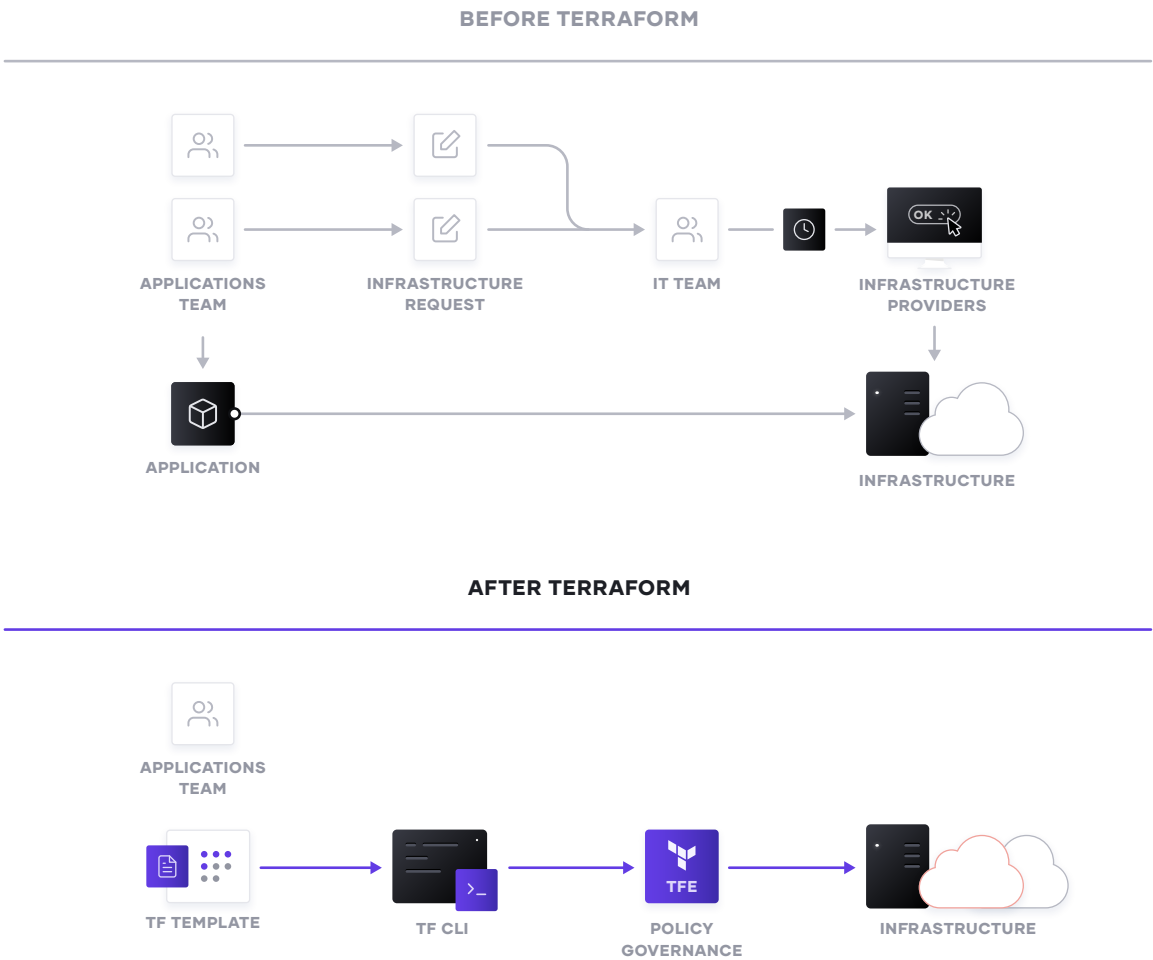 BEFORE TERRAFORM
OK
APPLICATIONS
TEAM
INFRASTRUCTURE
REQUEST
IT TEAM
INFRASTRUCTURE
PROVIDERS
APPLICATION
INFRASTRUCTURE
AFTER TERRAFORM
APPLICATIONS
TEAM
TFE
TF TEMPLATE
TF CLI
POLICY
GOVERNANCE
INFRASTRUCTURE